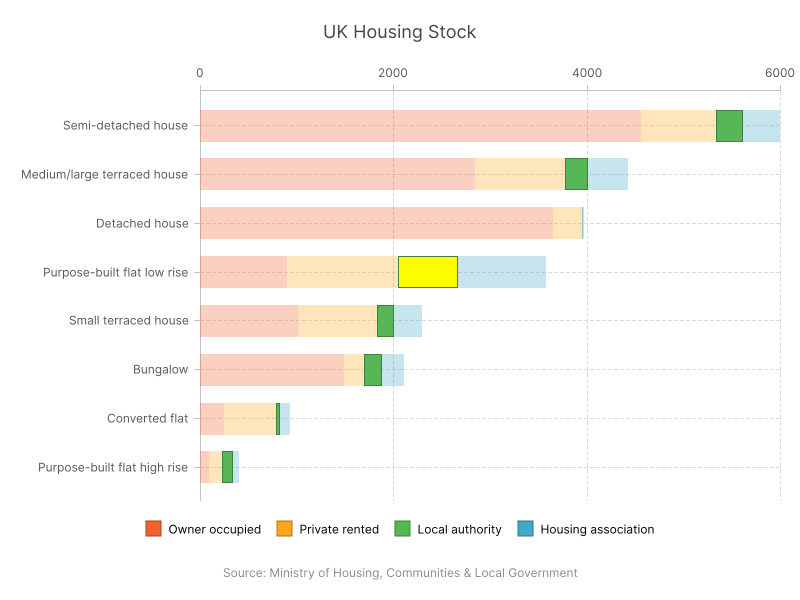 UK Housing Stock
0 2000 4000 6000
Semi-detached house
Medium/large terraced house
Detached house
Purpose-built flat low rise
Small terraced house
Bungalow
Converted flat
Purpose-built flat high rise
Owner occupied Private rented Local authority Housing association
Source: Ministry of Housing, Communities & Local Government